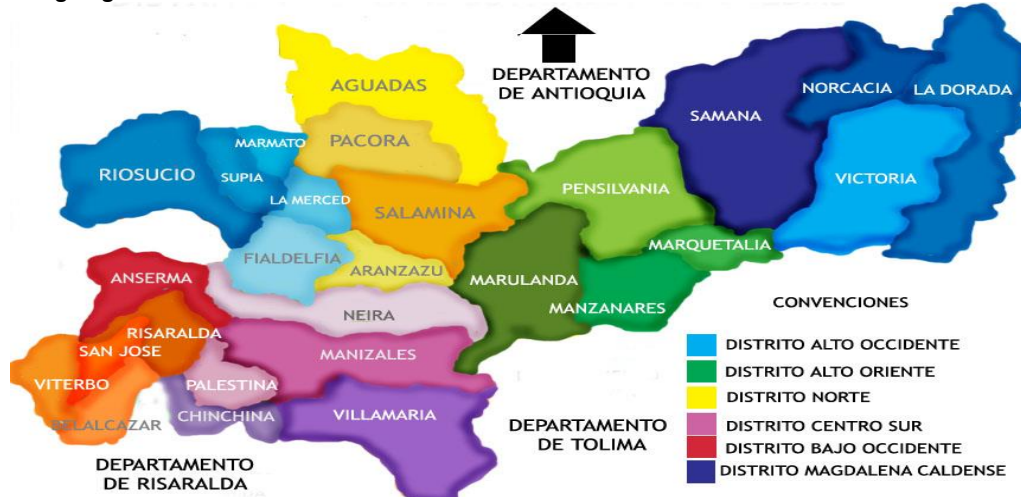 DEPARTAMENTO
DE ANTIOQUIA
AGUADAS
NORCACIA
LA DORADA
SAMANA
MARMATO
PACORA
RIOSUCIO
SUPIA
PENSILVANIA
VICTORIA
LA MERCED
SALAMINA
MARQUETALIA
FIALDELFIA
ARANZAZU
ANSERMA
MARULANDA
MANZANARES
NEIRA
CONVENCIONES
RISARALDA
SAN JOSE
MANIZALES
DISTRITO ALTO OCCIDENTE
VITERBO
PALESTINA
DISTRITO ALTO ORIENTE
DISTRITO NORTE
BELALCAZAR
CHINCHINA
VILLAMARIA
DEPARTAMENTO
DE TOLIMA
DISTRITO CENTRO SUR
DISTRITO BAJO OCCIDENTE
DISTRITO MAGDALENA CALDENSE
DEPARTAMENTO
DE RISARALDA